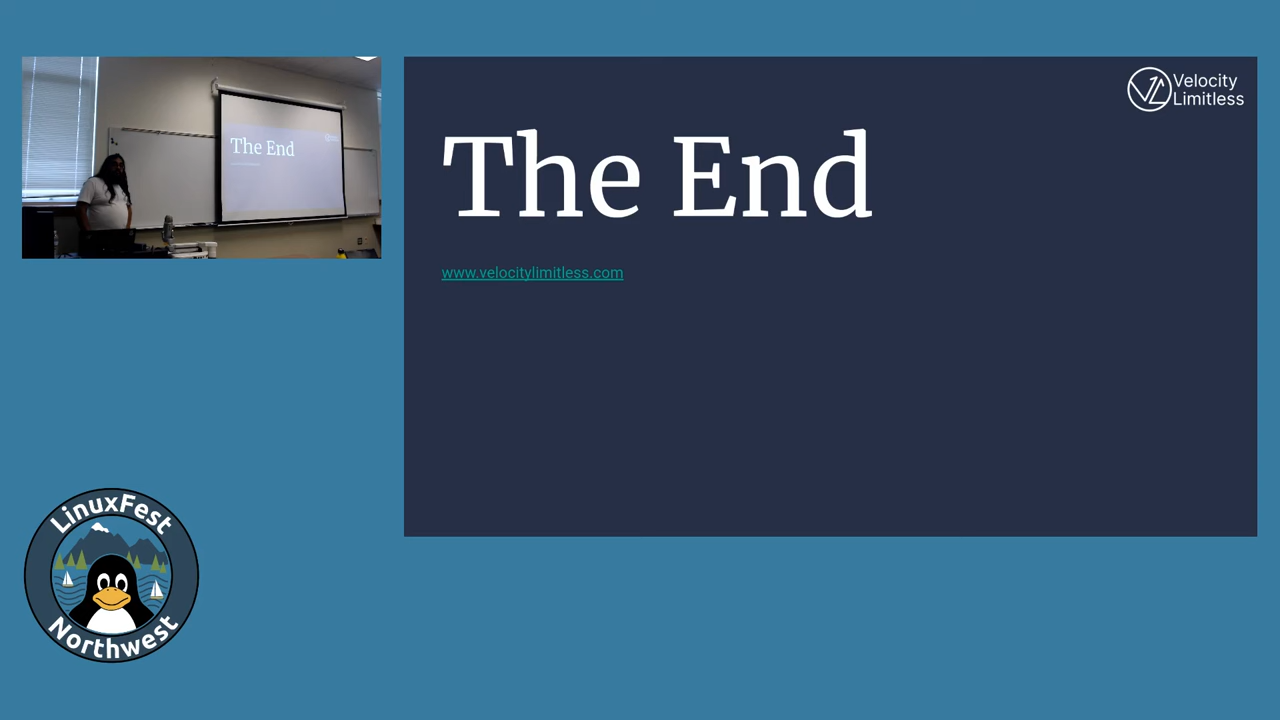 The End
Velocity
Limitless
The End
www.velocitylimitless.com
LinuxFest
Northwest